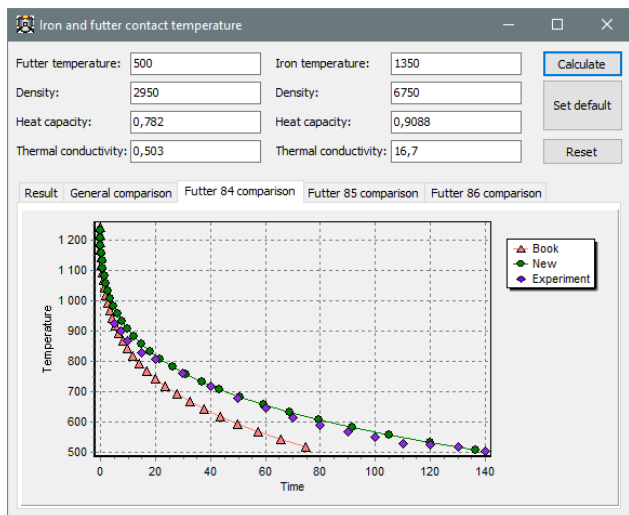 Iron and futter contact temperature
Futter temperature: 500 Iron temperature: 1350 Calculate
Density: 2950 Density: 6750 Set default
Heat capacity: 0,782 Heat capacity: 0,9088
Thermal conductivity: 0,503 Thermal conductivity: 16,7 Reset
Result General comparison Futter 84 comparison Futter 85 comparison Futter 86 comparison
Book
New
Experiment
Temperature
1 200
1 100
1 000
900
800
700
600
500
0 20 40 60 80 100 120 140
Time